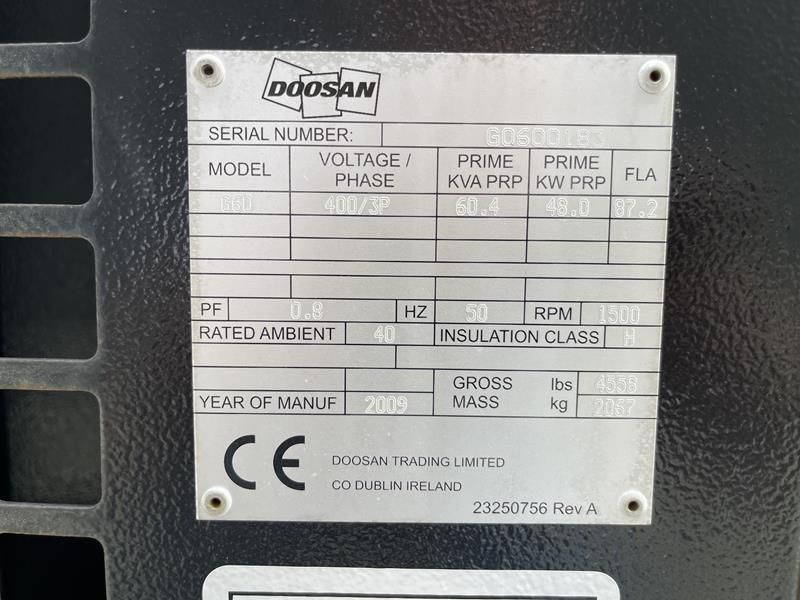 DOOSAN
SERIAL NUMBER: GQ600183
MODEL VOLTAGE / PHASE PRIME KVA PRP PRIME KW PRP FLA
G60 400/3P 60.4 48.0 87.2
PF 0.8 HZ 50 RPM 1500
RATED AMBIENT 40 INSULATION CLASS H
GROSS MASS lbs 4558
YEAR OF MANUF 2009 kg 2067
CE
DOOSAN TRADING LIMITED
CO DUBLIN IRELAND
23250756 Rev A